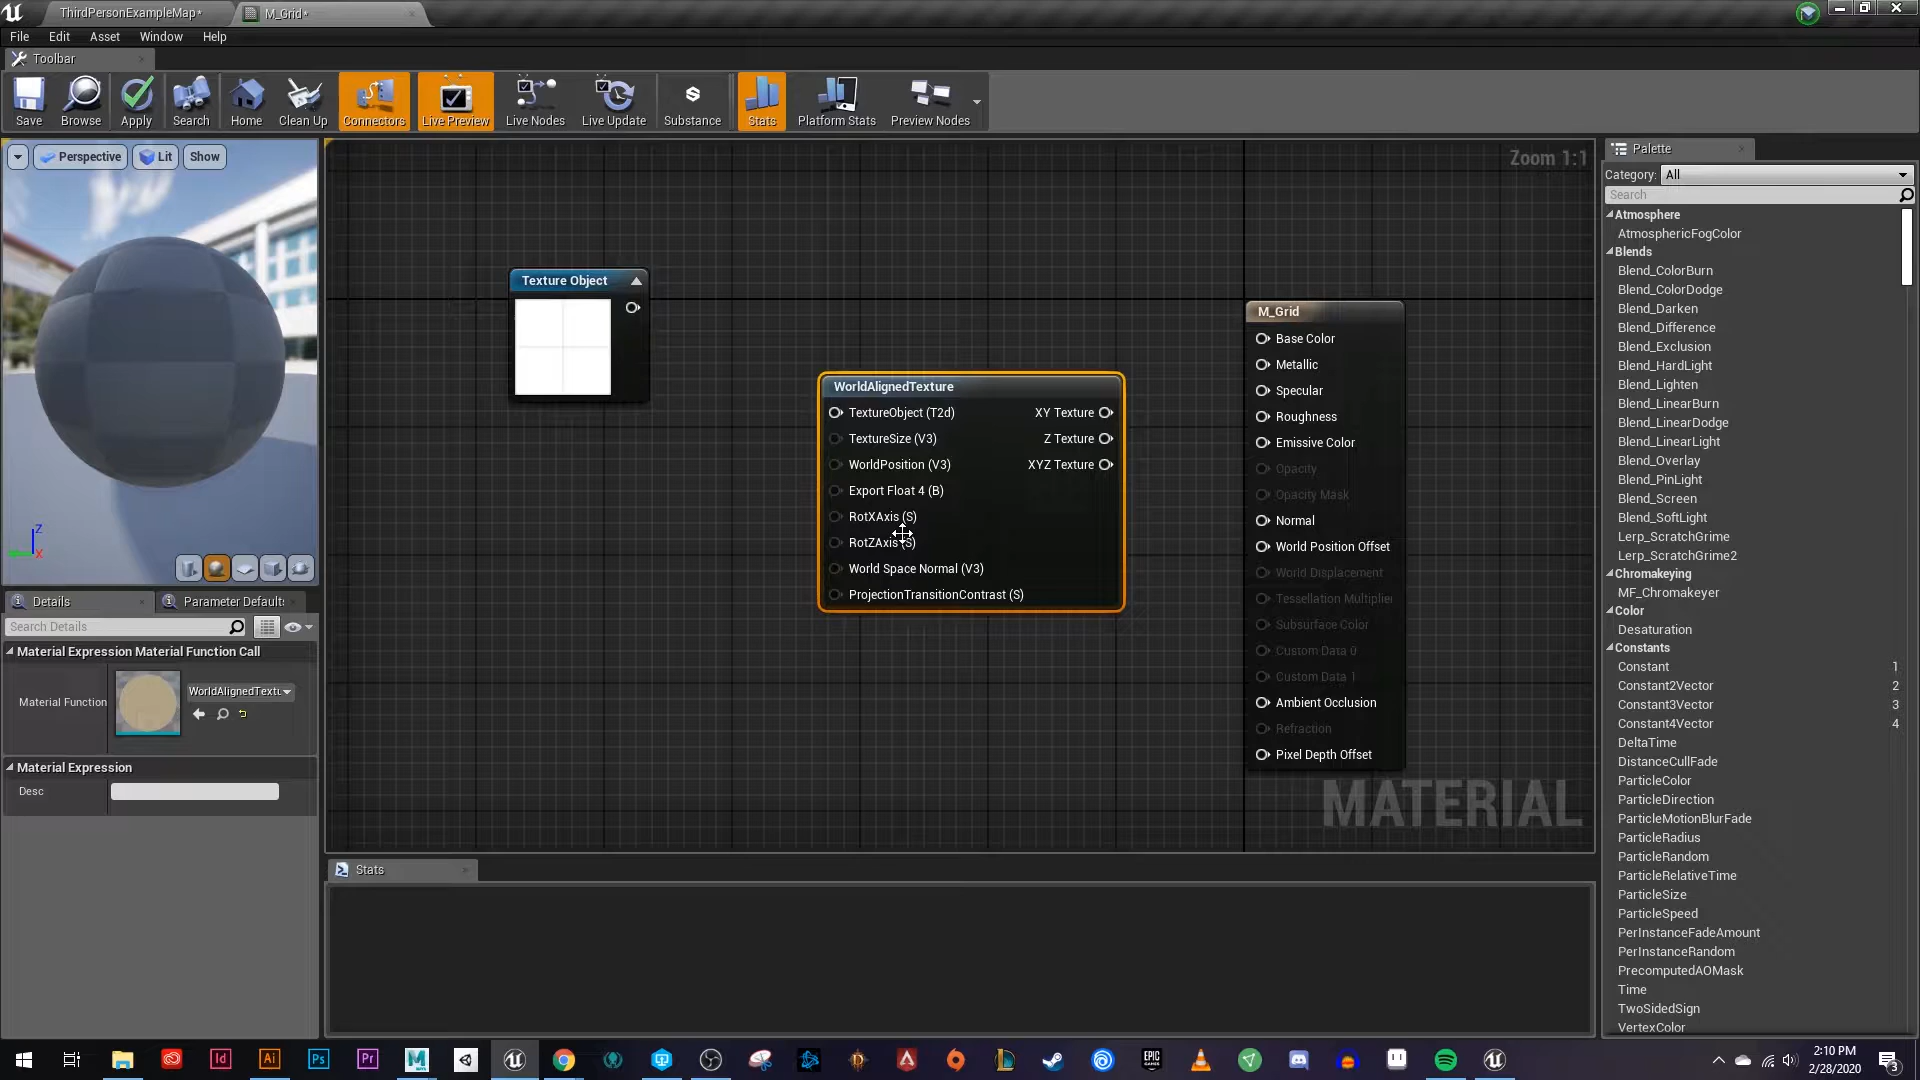 ThirdPersonExampleMap*
M_Grid*
File Edit Asset Window Help
Toolbar
Save Browse Apply Search Home Clean Up Connectors Live Preview Live Nodes Live Update Substance Stats Platform Stats Preview Nodes
Perspective Lit Show
Zoom 1:1
Texture Object
WorldAlignedTexture
TextureObject (T2d) XY Texture
TextureSize (V3) Z Texture
WorldPosition (V3) XYZ Texture
Export Float 4 (B)
RotXAxis (S)
RotZAxis (S)
World Space Normal (V3)
ProjectionTransitionContrast (S)
M_Grid
Base Color
Metallic
Specular
Roughness
Emissive Color
Opacity
Opacity Mask
Normal
World Position Offset
World Displacement
Tessellation Multiplier
Subsurface Color
Custom Data 0
Custom Data 1
Ambient Occlusion
Refraction
Pixel Depth Offset
MATERIAL
Z
X
Details
Parameter Defaults
Search Details
Material Expression Material Function Call
Material Function
WorldAlignedTextu
Material Expression
Desc
Stats
Palette
Category: All
Search
Atmosphere
AtmosphericFogColor
Blends
Blend_ColorBurn
Blend_ColorDodge
Blend_Darken
Blend_Difference
Blend_Exclusion
Blend_HardLight
Blend_Lighten
Blend_LinearBurn
Blend_LinearDodge
Blend_LinearLight
Blend_Overlay
Blend_PinLight
Blend_Screen
Blend_SoftLight
Lerp_ScratchGrime
Lerp_ScratchGrime2
Chromakeying
MF_Chromakeyer
Color
Desaturation
Constants
Constant 1
Constant2Vector 2
Constant3Vector 3
Constant4Vector 4
DeltaTime
DistanceCullFade
ParticleColor
ParticleDirection
ParticleMotionBlurFade
ParticleRadius
ParticleRandom
ParticleRelativeTime
ParticleSize
ParticleSpeed
PerInstanceFadeAmount
PerInstanceRandom
PrecomputedAOMask
Time
TwoSidedSign
VertexColor
Id Ai Ps Pr M EPIC GAMES
2:10 PM
2/28/2020
3